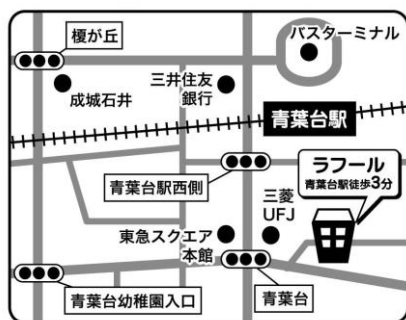 榎が丘
バスターミナル
成城石井
三井住友
銀行
青葉台駅
ラフール
青葉台駅徒歩3分
青葉台駅西側
三菱
UFJ
東急スクエア
本館
青葉台幼稚園入口
青葉台